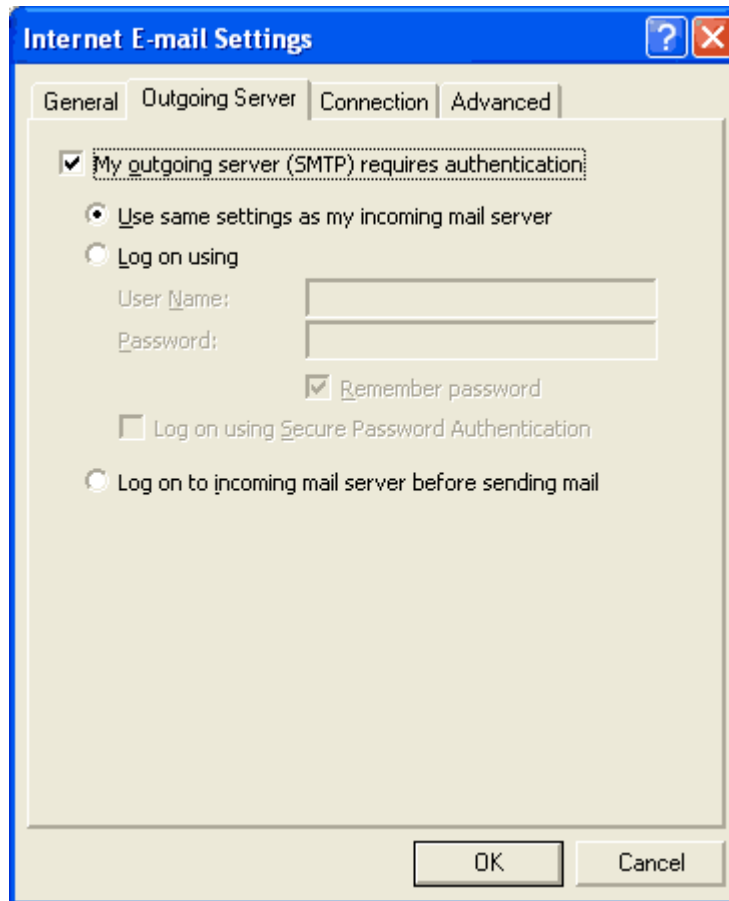 Internet E-mail Settings
General Outgoing Server Connection Advanced
My outgoing server (SMTP) requires authentication
Use same settings as my incoming mail server
Log on using
User Name:
Password:
Remember password
Log on using Secure Password Authentication
Log on to incoming mail server before sending mail
OK Cancel